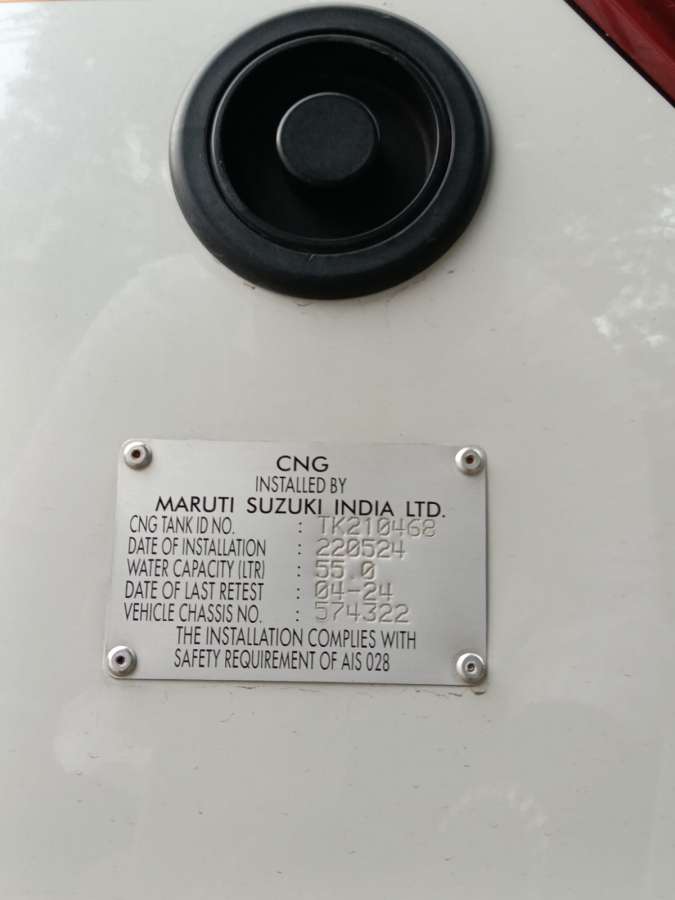 CNG
INSTALLED BY
MARUTI SUZUKI INDIA LTD.
CNG TANK ID NO. : TK210468
DATE OF INSTALLATION : 220524
WATER CAPACITY (LTR) : 55.0
DATE OF LAST RETEST : 04-24
VEHICLE CHASSIS NO. : 574322
THE INSTALLATION COMPLIES WITH
SAFETY REQUIREMENT OF AIS 028